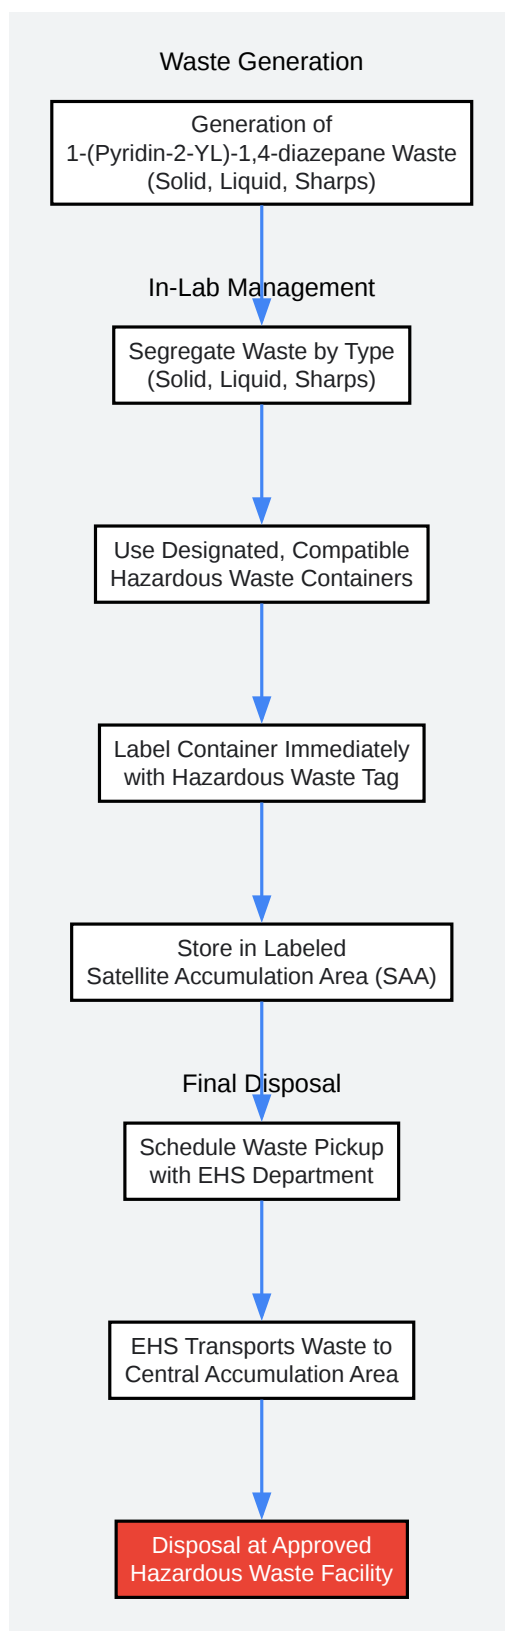 Waste Generation
Generation of
1-(Pyridin-2-YL)-1,4-diazepane Waste
(Solid, Liquid, Sharps)
In-Lab Management
Segregate Waste by Type
(Solid, Liquid, Sharps)
Use Designated, Compatible
Hazardous Waste Containers
Label Container Immediately
with Hazardous Waste Tag
Store in Labeled
Satellite Accumulation Area (SAA)
Final Disposal
Schedule Waste Pickup
with EHS Department
EHS Transports Waste to
Central Accumulation Area
Disposal at Approved
Hazardous Waste Facility